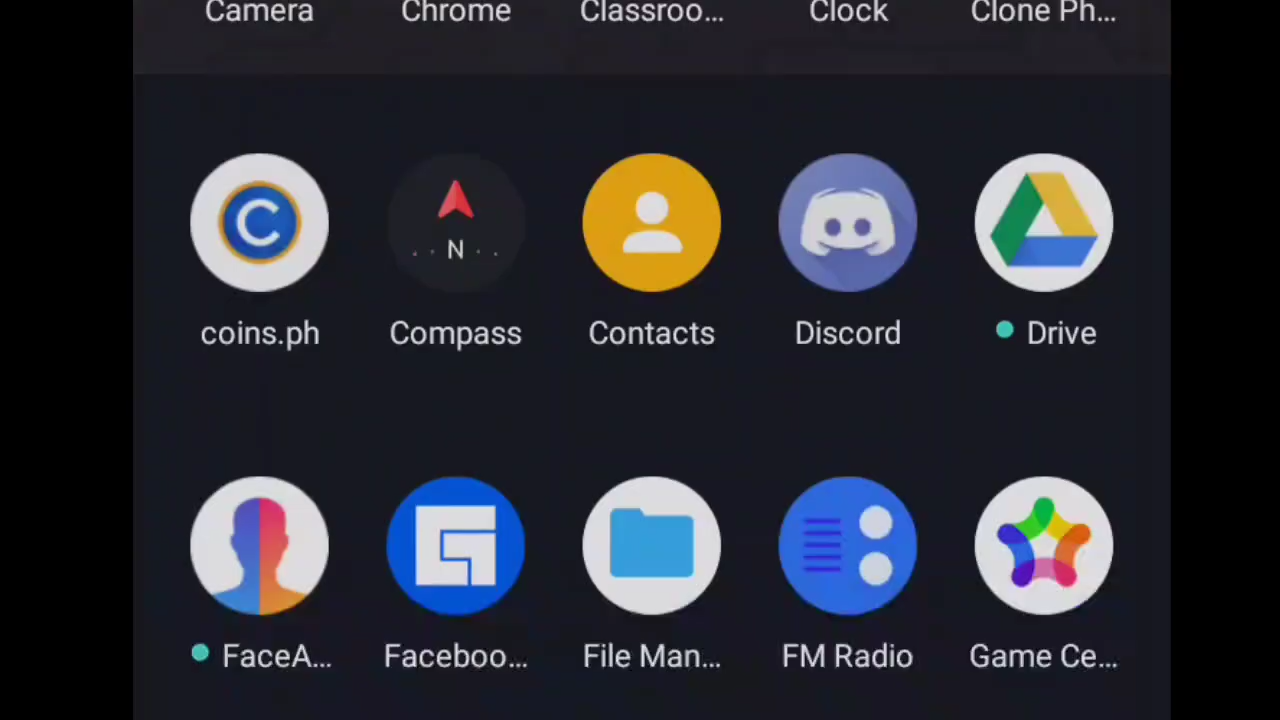 Camera Chrome Classroo... Clock Clone Ph...
C
N
coins.ph Compass Contacts Discord Drive
FaceA... Faceboo... File Man... FM Radio Game Ce...